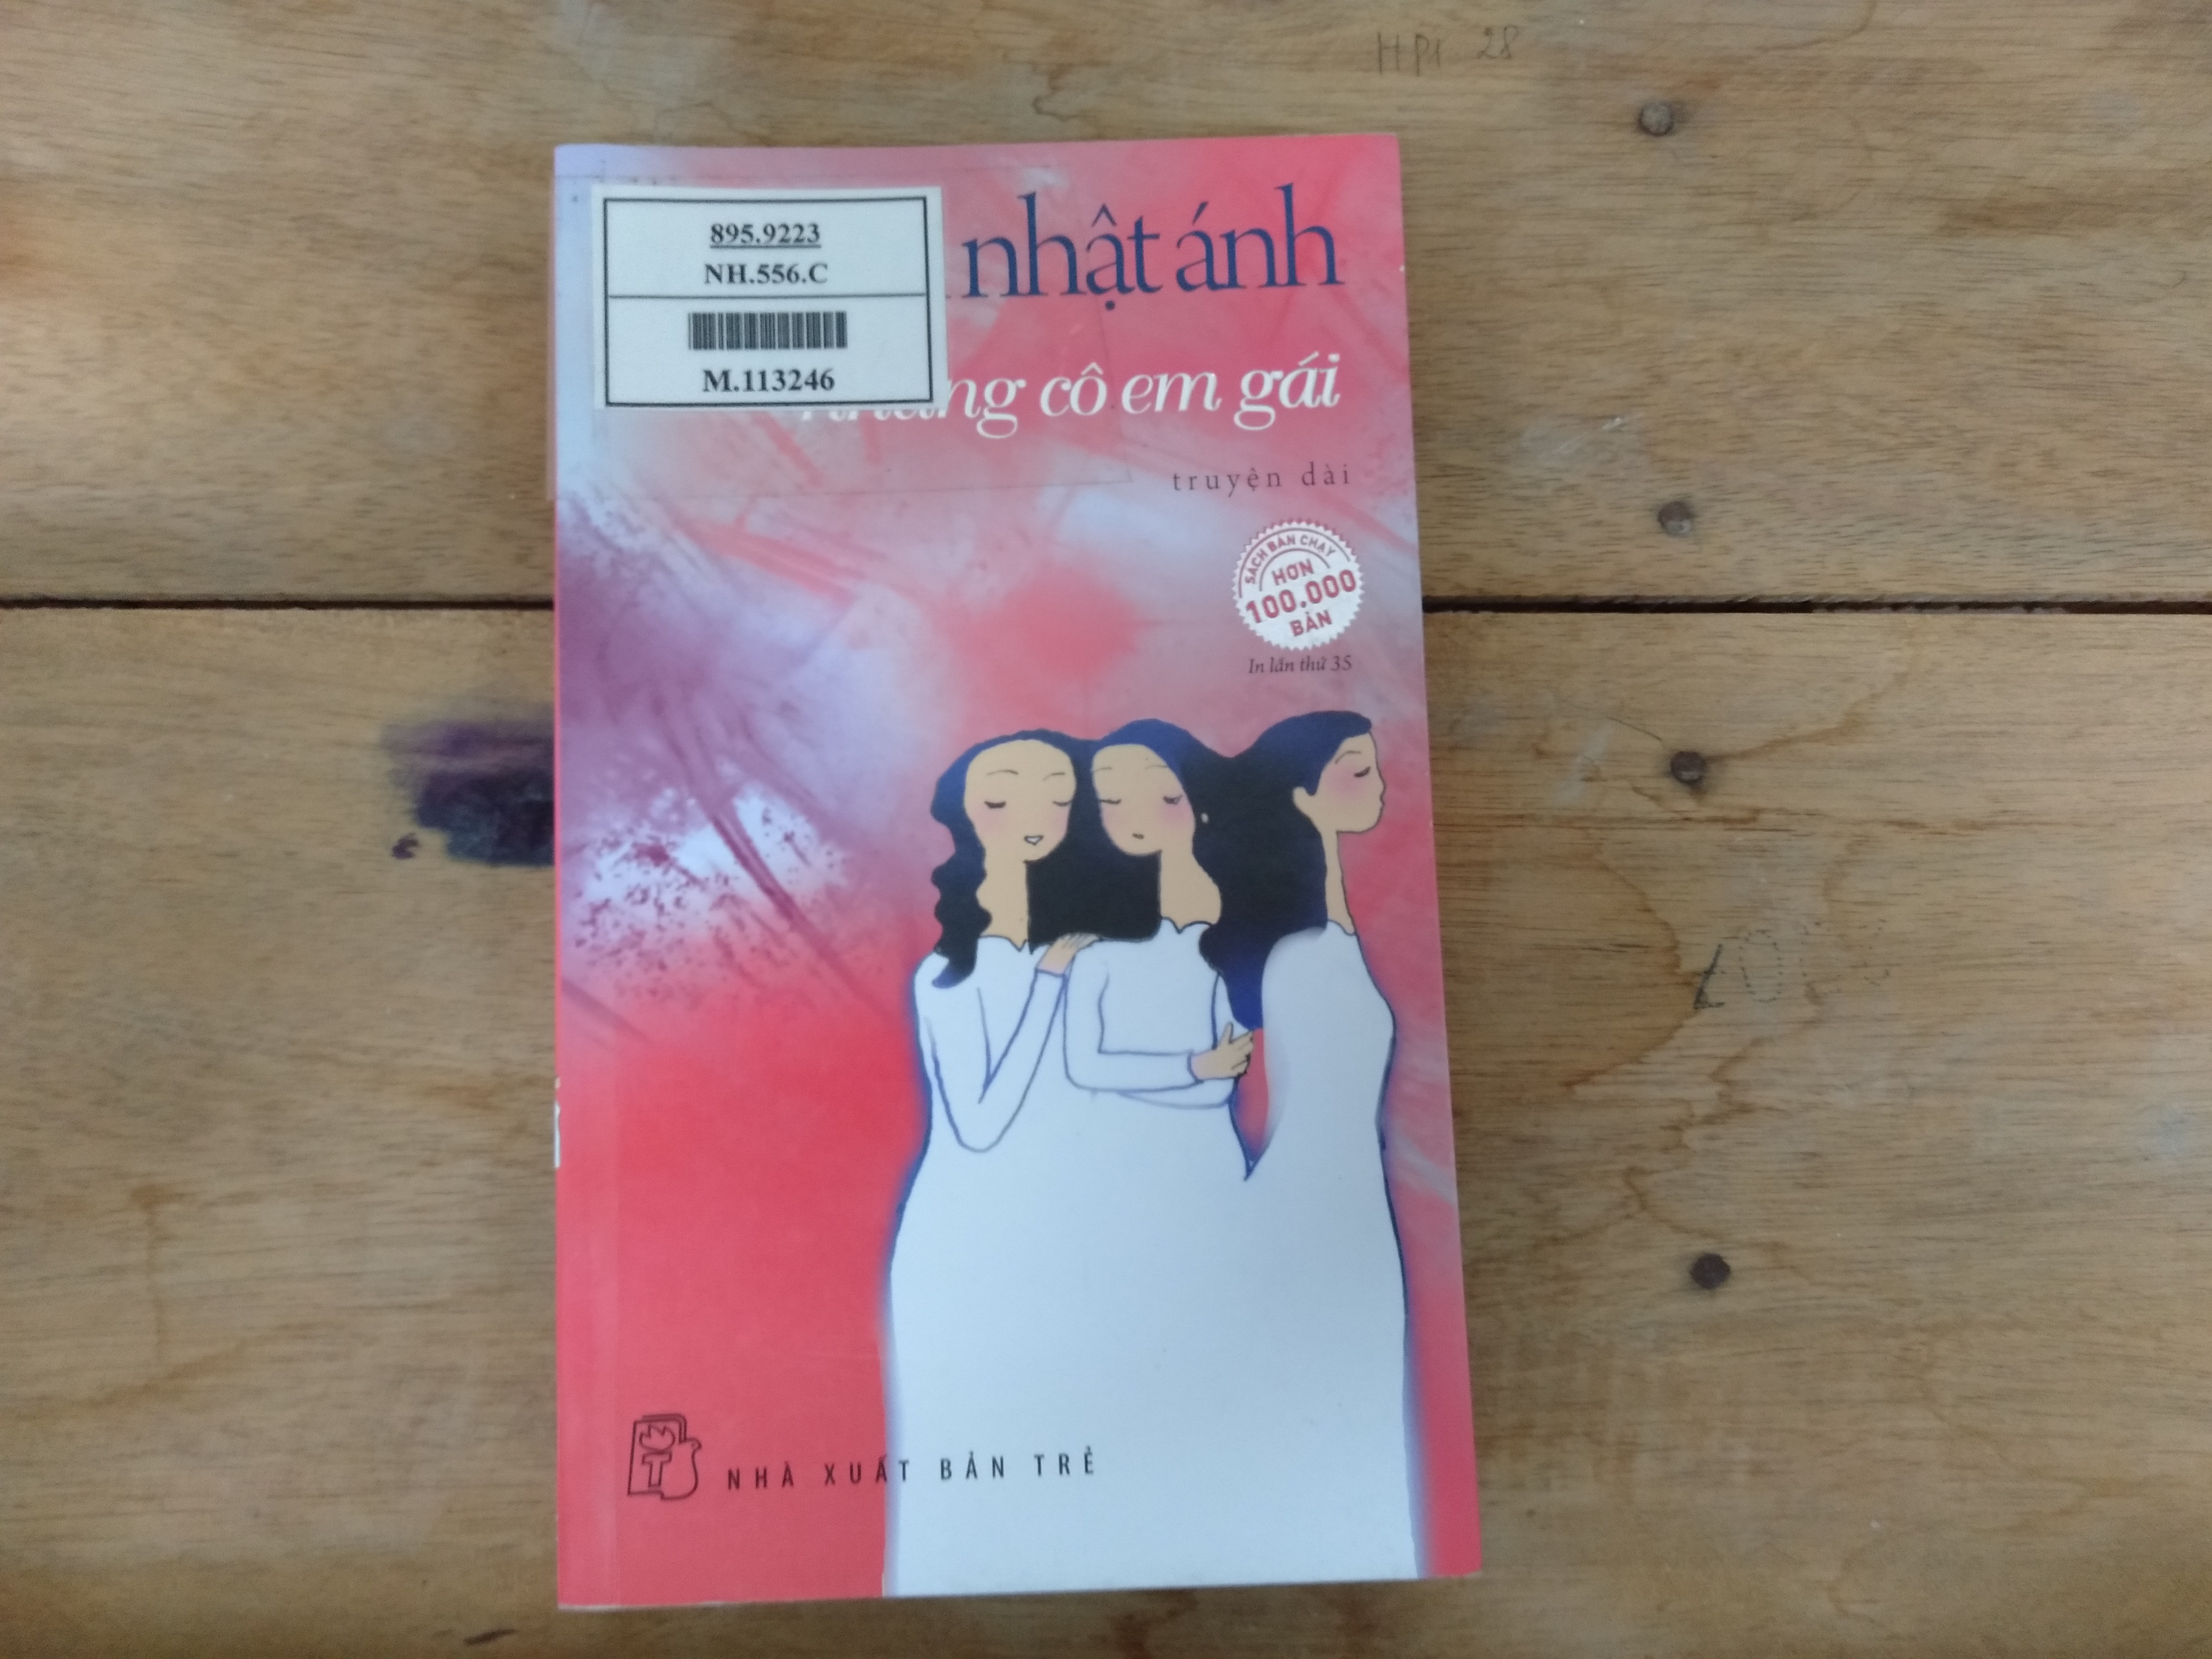 HP1 28
895.9223
NH.556.C
M.113246
nhật ánh
cô em gái
truyện dài
SÁCH BÁN CHẠY
HƠN
100.000
BẢN
In lần thứ 35
NHÀ XUẤT BẢN TRẺ